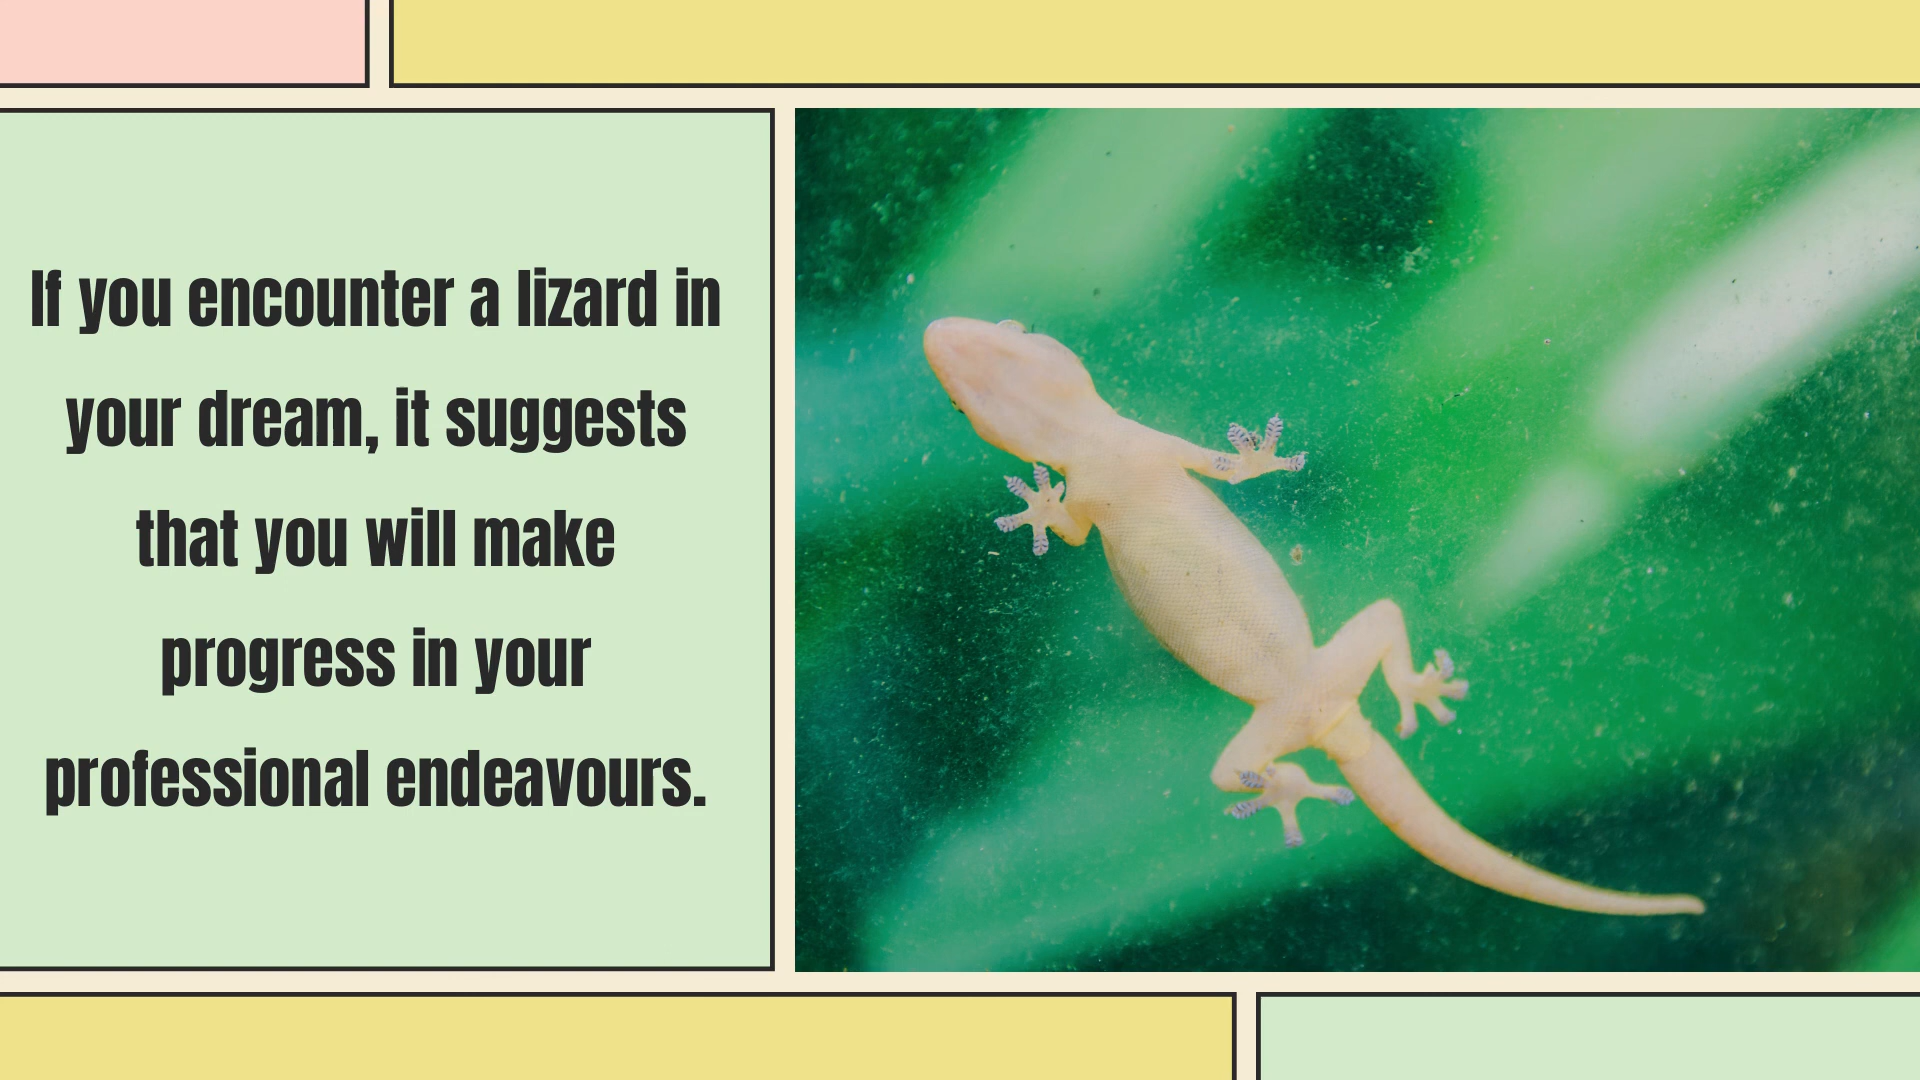 If you encounter a lizard in
your dream, it suggests
that you will make
progress in your
professional endeavours.